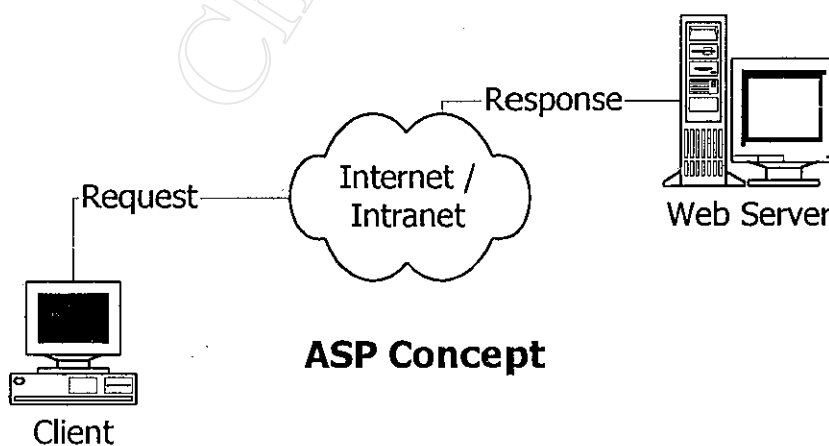 Response
Internet /
Intranet
Request
Web Server
ASP Concept
Client